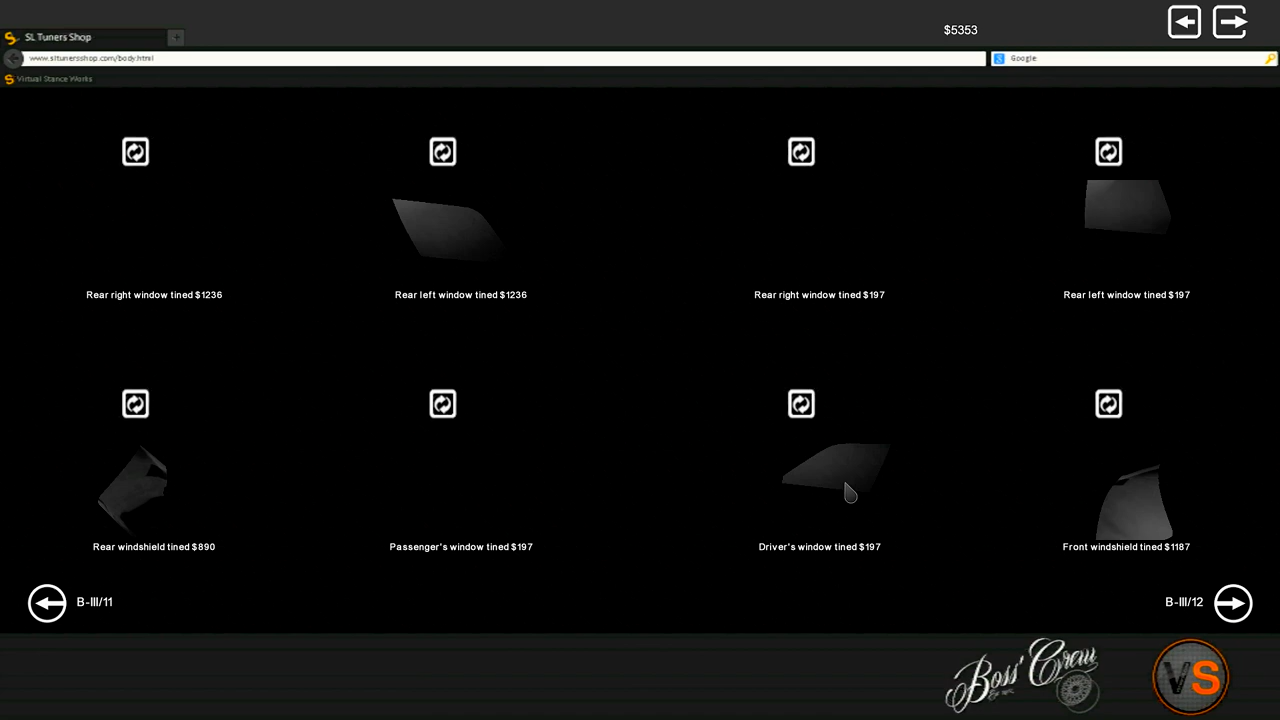 $5353
SL Tuners Shop
www.sltunersshop.com/body.html
Google
Virtual Stance Works
Rear right window tined $1236
Rear left window tined $1236
Rear right window tined $197
Rear left window tined $197
Rear windshield tined $890
Passenger's window tined $197
Driver's window tined $197
Front windshield tined $1187
B-III/11
B-III/12
Boss' Crew
VS